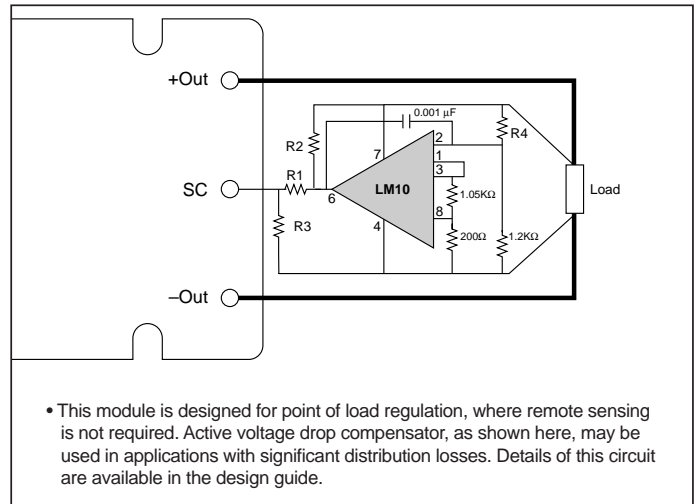 +Out
0.001 µF
R2
R4
7
2
1
3
R1
SC
LM10
6
1.05KΩ
Load
8
R3
4
200Ω
1.2KΩ
–Out
• This module is designed for point of load regulation, where remote sensing
is not required. Active voltage drop compensator, as shown here, may be
used in applications with significant distribution losses. Details of this circuit
are available in the design guide.